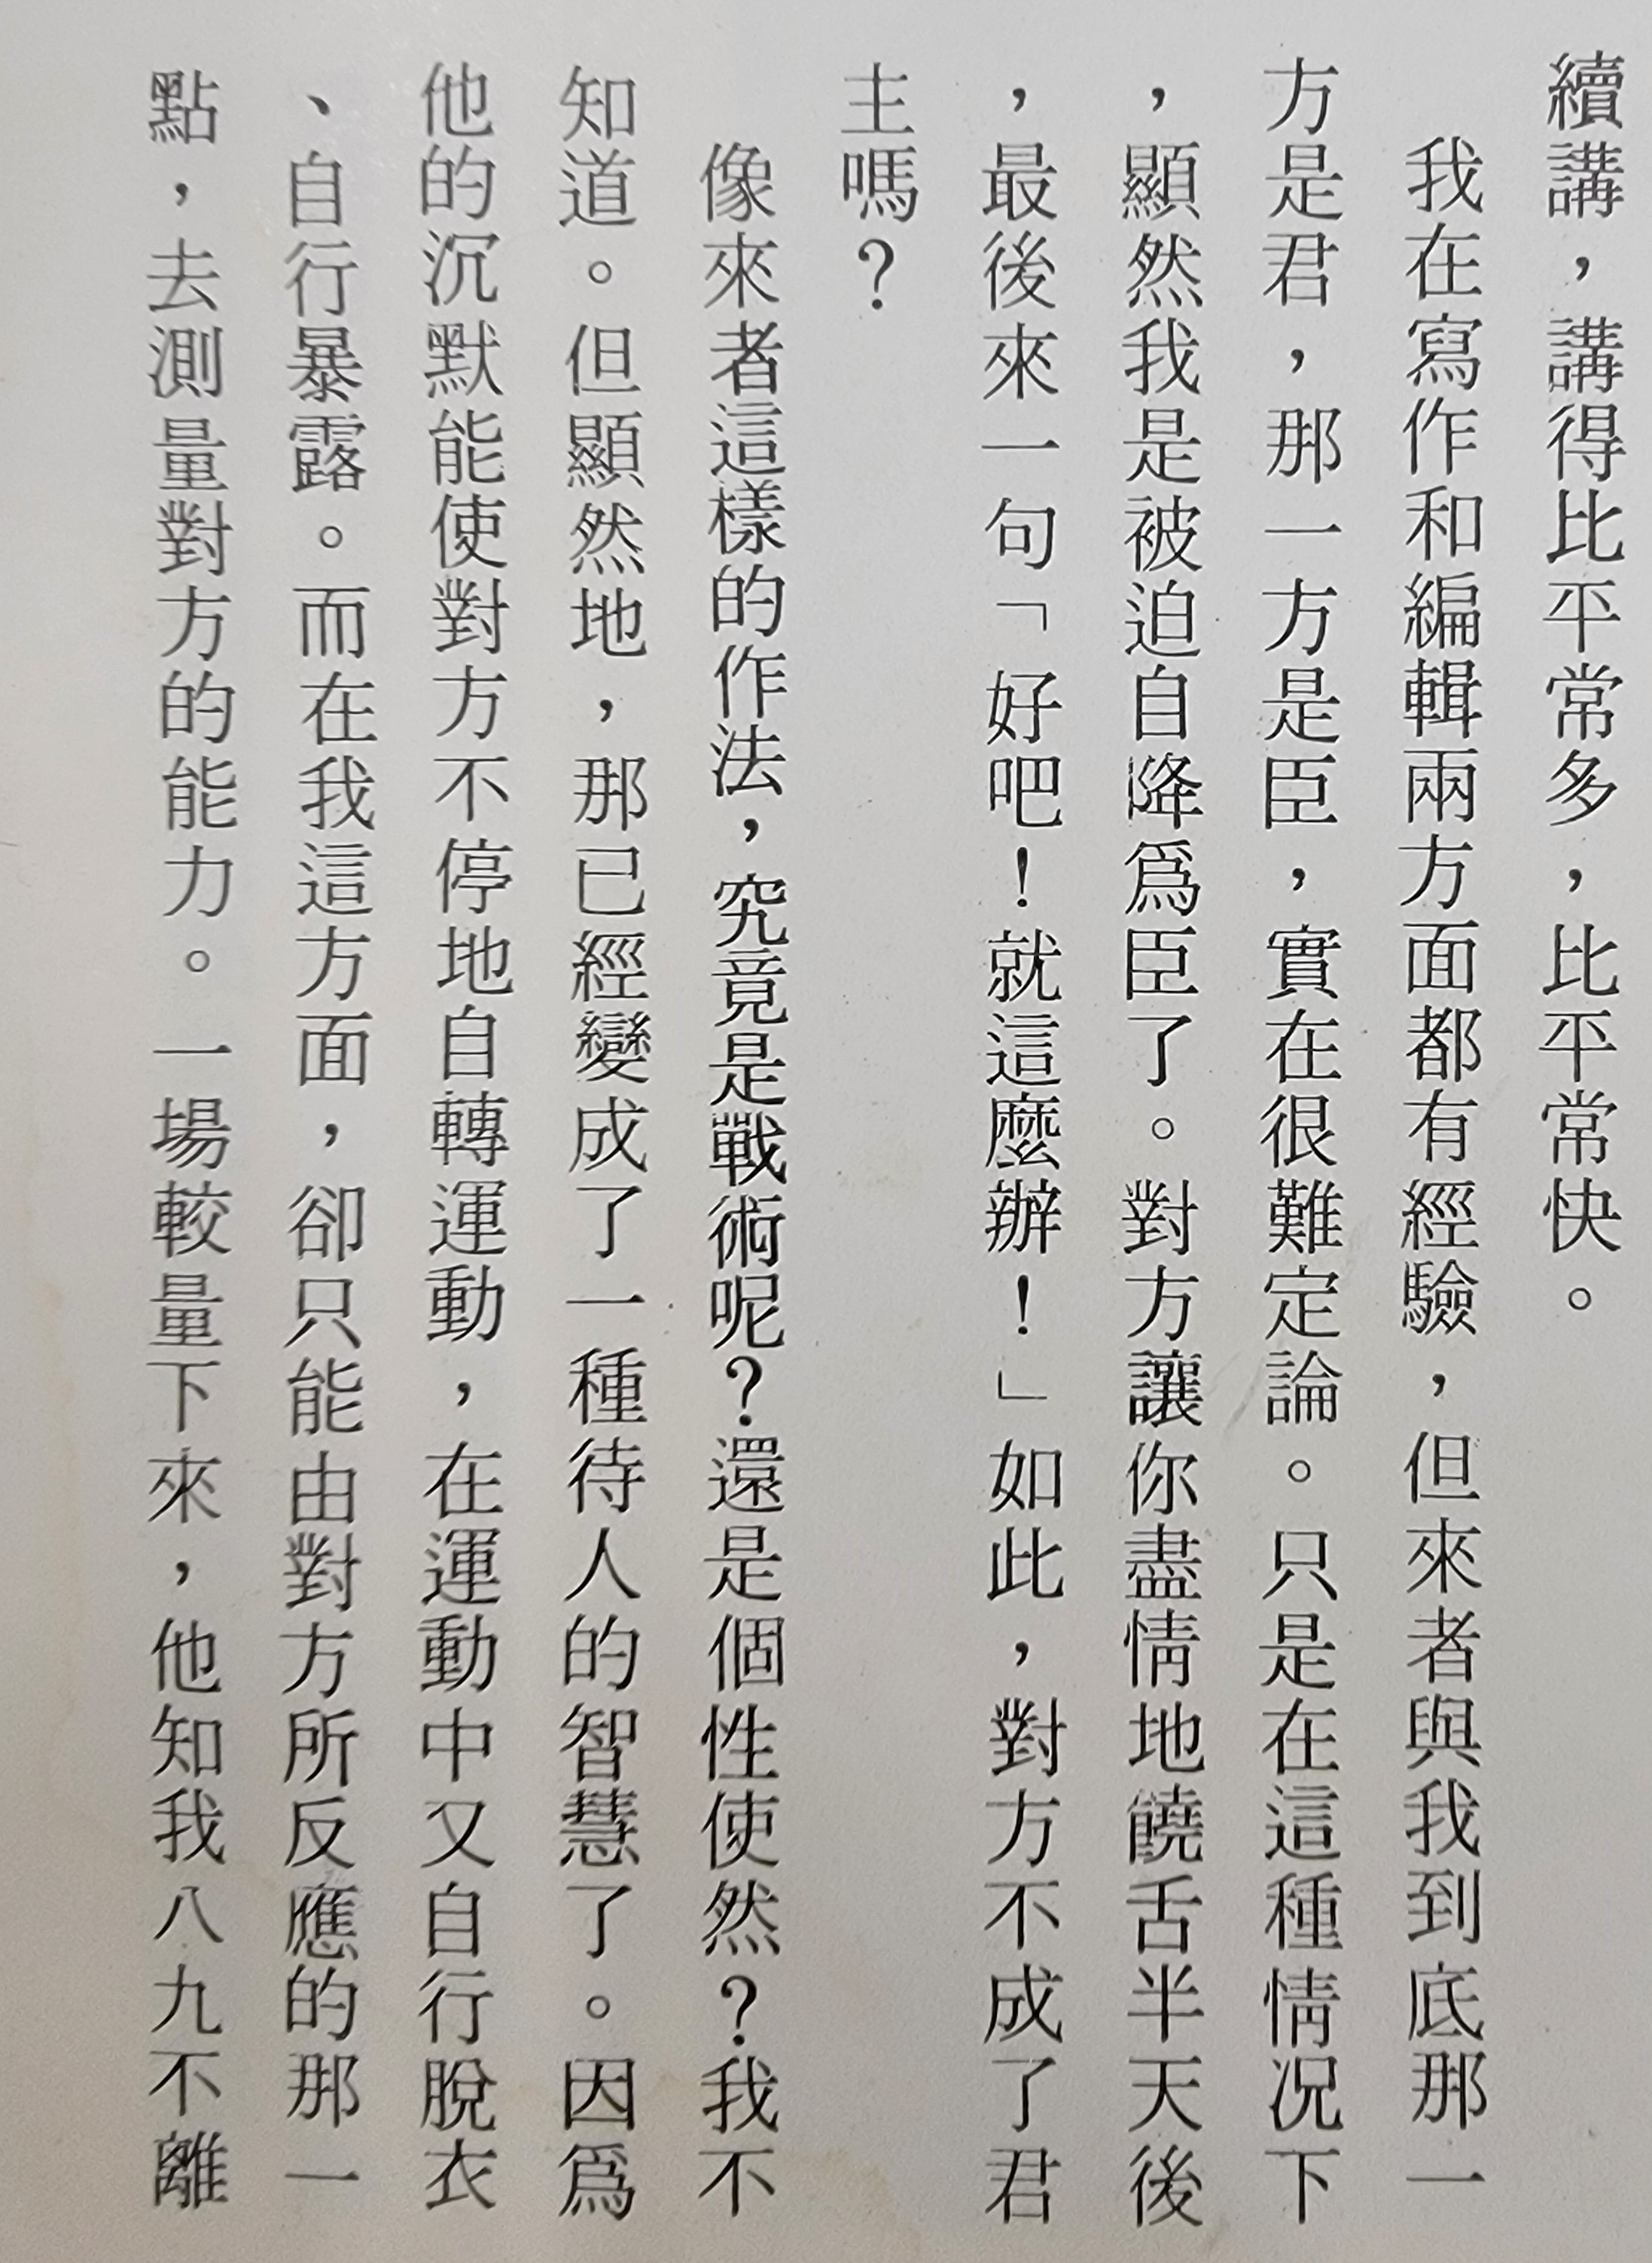 續講，講得比平常多，比平常快。
我在寫作和編輯兩方面都有經驗，但來者與我到底那一
方是君，那一方是臣，實在很難定論。只是在這種情況下
，顯然我是被迫自降爲臣了。對方讓你盡情地饒舌半天後
，最後來一句「好吧！就這麼辦！」如此，對方不成了君
主嗎？
像來者這樣的作法，究竟是戰術呢？還是個性使然？我不
知道。但顯然地，那已經變成了一種待人的智慧了。因爲
他的沉默能使對方不停地自轉運動，在運動中又自行脫衣
、自行暴露。而在我這方面，卻只能由對方所反應的那一
點，去測量對方的能力。一場較量下來，他知我八九不離